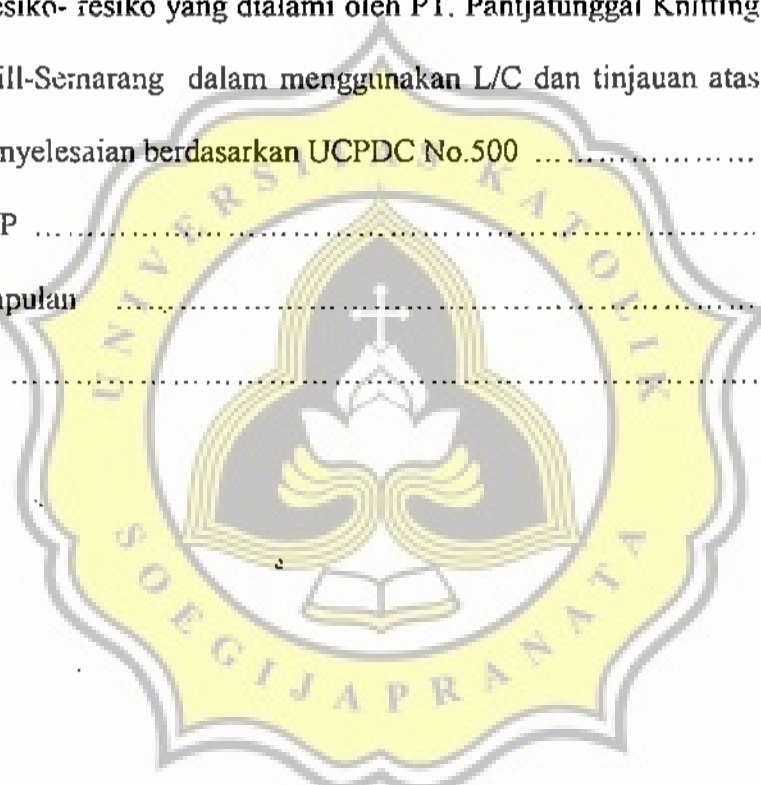 esiko- resiko yang dialami oleh PT. Pantjatunggal Knitting
ill-Semarang dalam menggunakan L/C dan tinjauan atas
nyelesaian berdasarkan UCPDC No.500 ....................
P ....................
npulan ....................
....................
UNIVERSITAS KATOLIK
SOEGIJAPRANATA